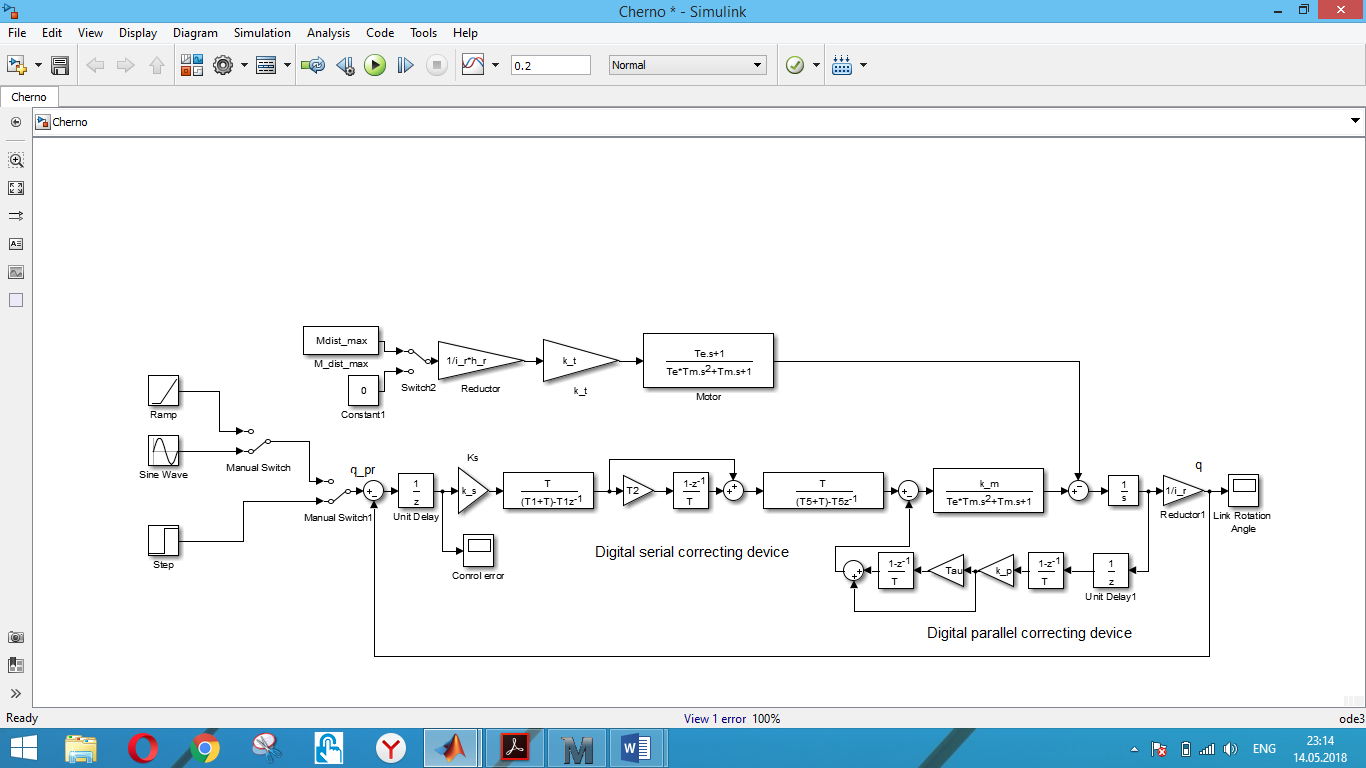 Cherno * - Simulink
File Edit View Display Diagram Simulation Analysis Code Tools Help
0.2 Normal
Cherno
Cherno
Mdist_max
M_dist_max
0
Constant1
Switch2
1/i_r*h_r
Reductor
k_t
k_t
Te.s+1
Te*Tm.s2+Tm.s+1
Motor
Ramp
Sine Wave
Manual Switch
Step
Manual Switch1
q_pr
+_
1
z
Unit Delay
Conrol error
Ks
k_s
T
(T1+T)-T1z-1
T2
1-z-1
T
+
+
T
(T5+T)-T5z-1
+_
k_m
Te*Tm.s2+Tm.s+1
+
−
1
s
1/i_r
Reductor1
q
Link Rotation
Angle
Digital serial correcting device
+
+
1-z-1
T
Tau
k_p
1-z-1
T
1
z
Unit Delay1
Digital parallel correcting device
Ready View 1 error 100% ode3
ENG 23:14
14.05.2018